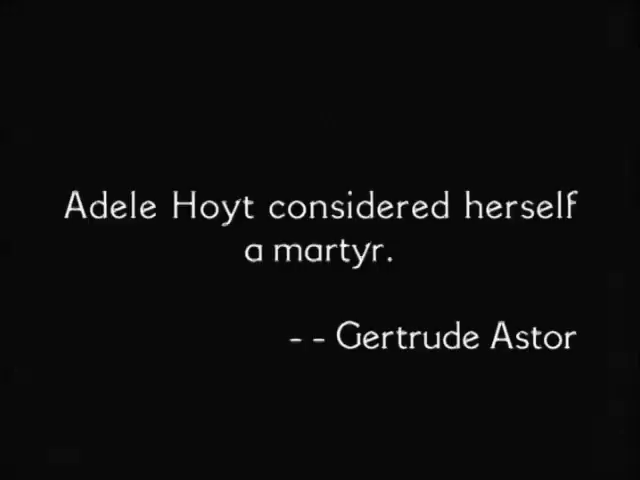 Adele Hoyt considered herself
a martyr.
-- Gertrude Astor